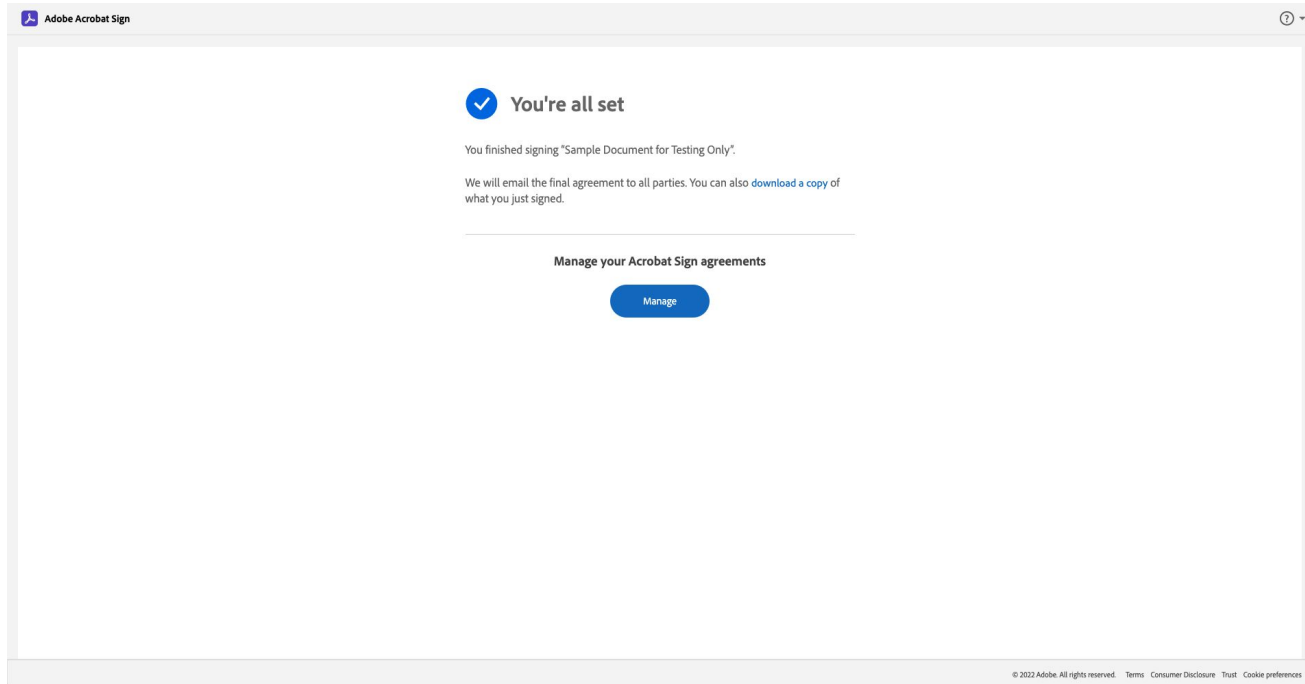 Adobe Acrobat Sign
?
You're all set
You finished signing "Sample Document for Testing Only".
We will email the final agreement to all parties. You can also download a copy of
what you just signed.
Manage your Acrobat Sign agreements
Manage
© 2022 Adobe. All rights reserved. Terms Consumer Disclosure Trust Cookie preferences